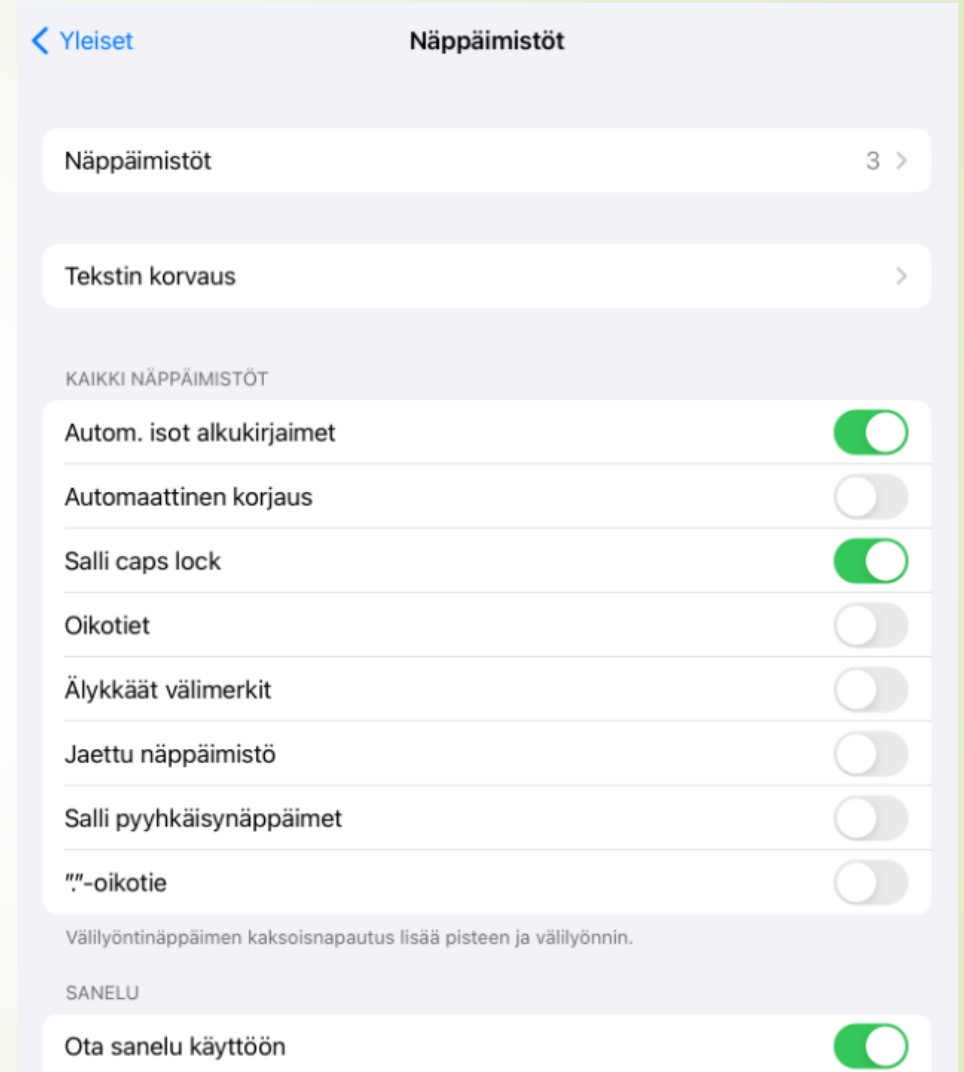 Yleiset
Näppäimistöt
Näppäimistöt 3
Tekstin korvaus
KAIKKI NÄPPÄIMISTÖT
Autom. isot alkukirjaimet
Automaattinen korjaus
Salli caps lock
Oikotiet
Älykkäät välimerkit
Jaettu näppäimistö
Salli pyyhkäisynäppäimet
”.”-oikotie
Välilyöntinäppäimen kaksoisnapautus lisää pisteen ja välilyönnin.
SANELU
Ota sanelu käyttöön